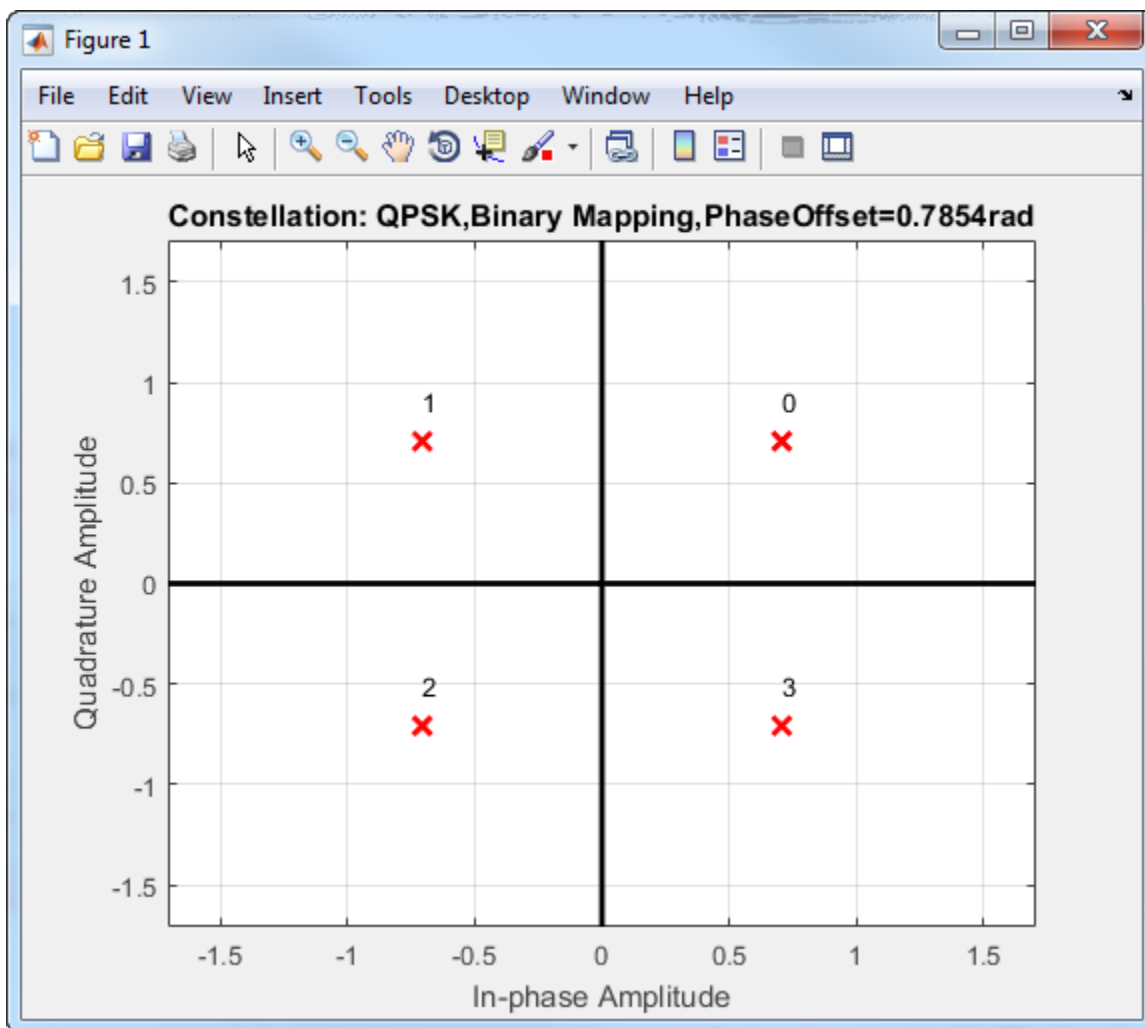 Figure 1
File Edit View Insert Tools Desktop Window Help
Constellation: QPSK,Binary Mapping,PhaseOffset=0.7854rad
1.5
1
0.5
0
-0.5
-1
-1.5
Quadrature Amplitude
1
0
2
3
-1.5 -1 -0.5 0 0.5 1 1.5
In-phase Amplitude